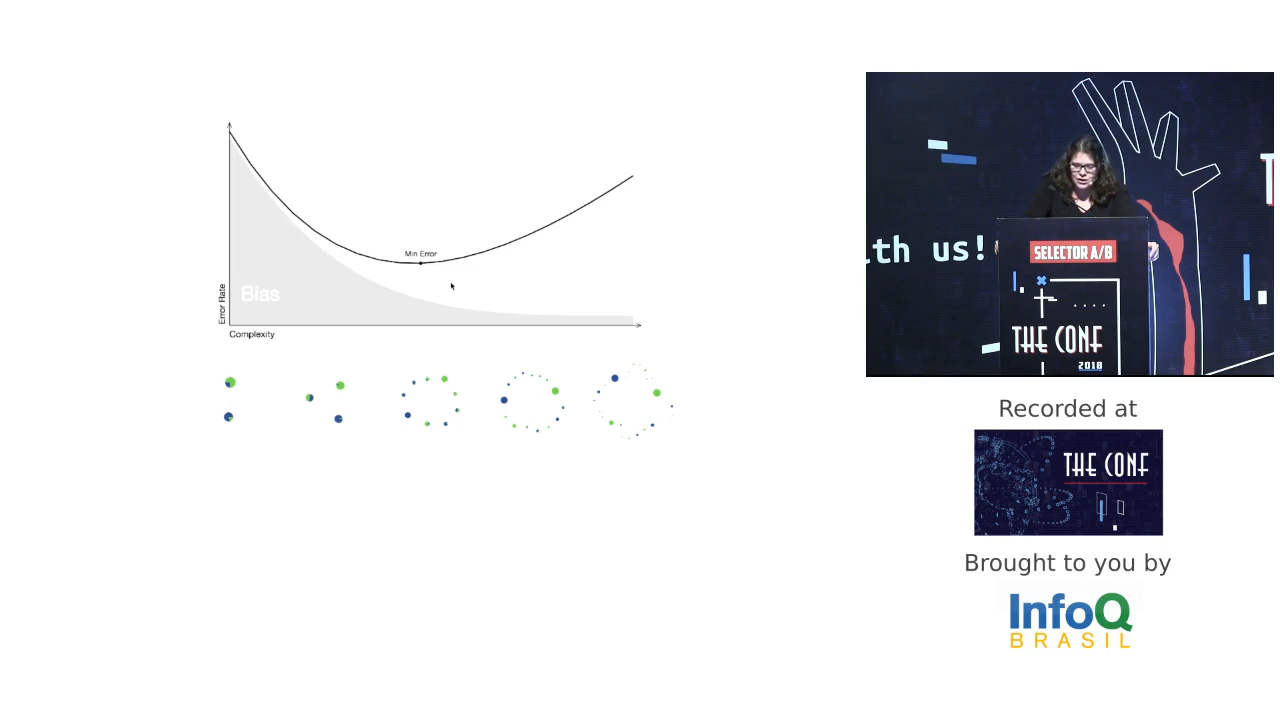 Min Error
Bias
Error Rate
Complexity
th us!
SELECTOR A/B
THE CONF
2018
Recorded at
THE CONF
Brought to you by
InfoQ
BRASIL